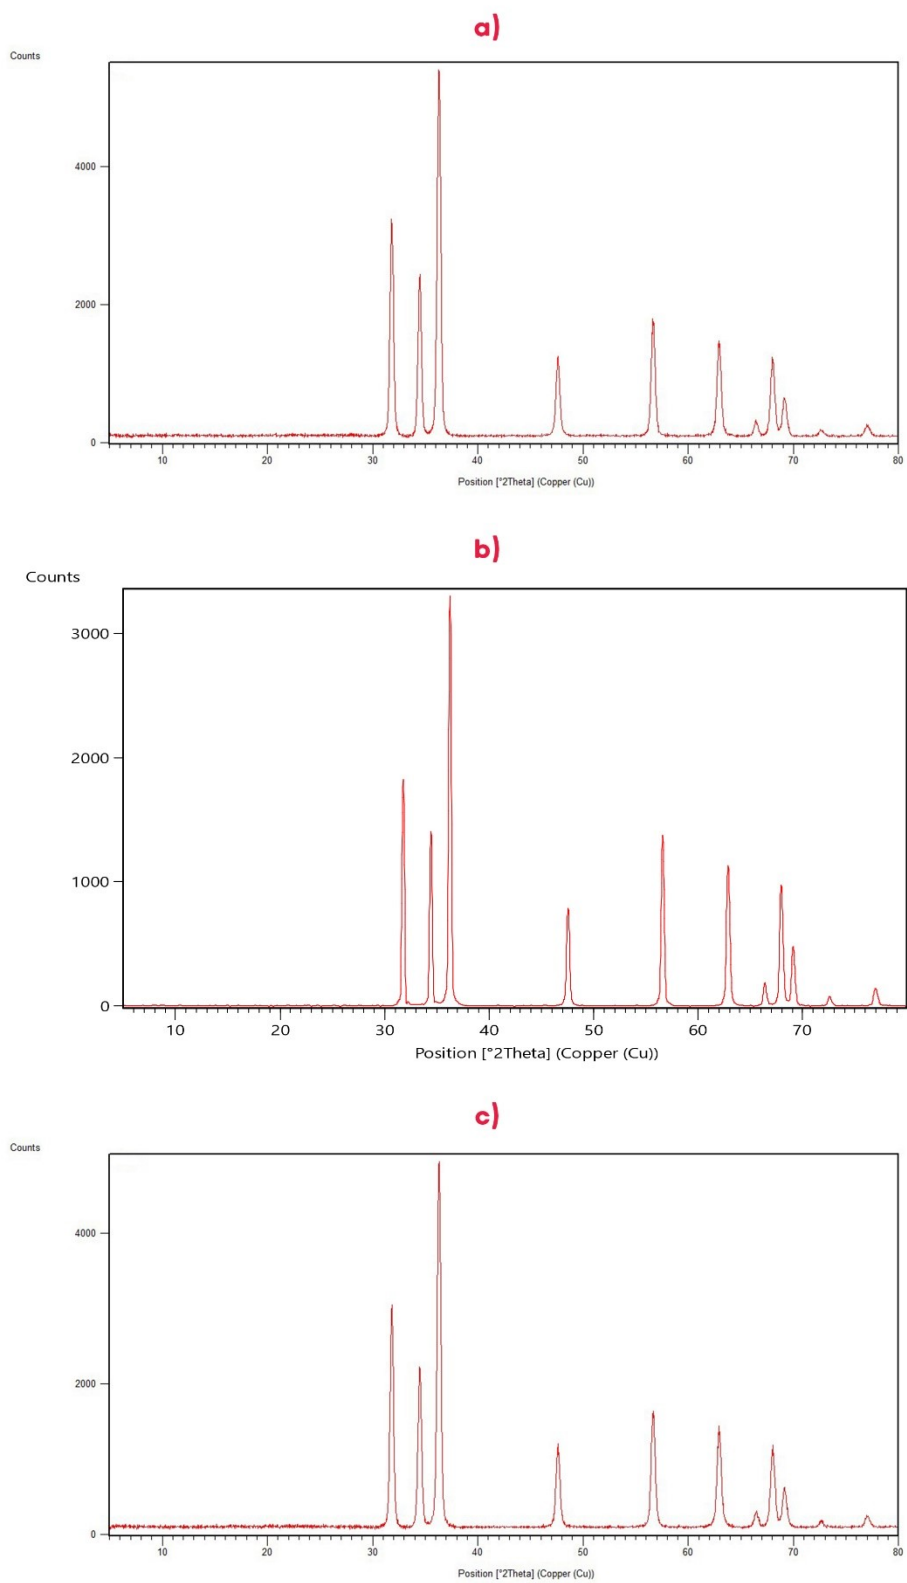 a)
Counts
4000
2000
0
10 20 30 40 50 60 70 80
Position [°2Theta] (Copper (Cu))
b)
Counts
3000
2000
1000
0
10 20 30 40 50 60 70
Position [°2Theta] (Copper (Cu))
c)
Counts
4000
2000
0
10 20 30 40 50 60 70 80
Position [°2Theta] (Copper (Cu))